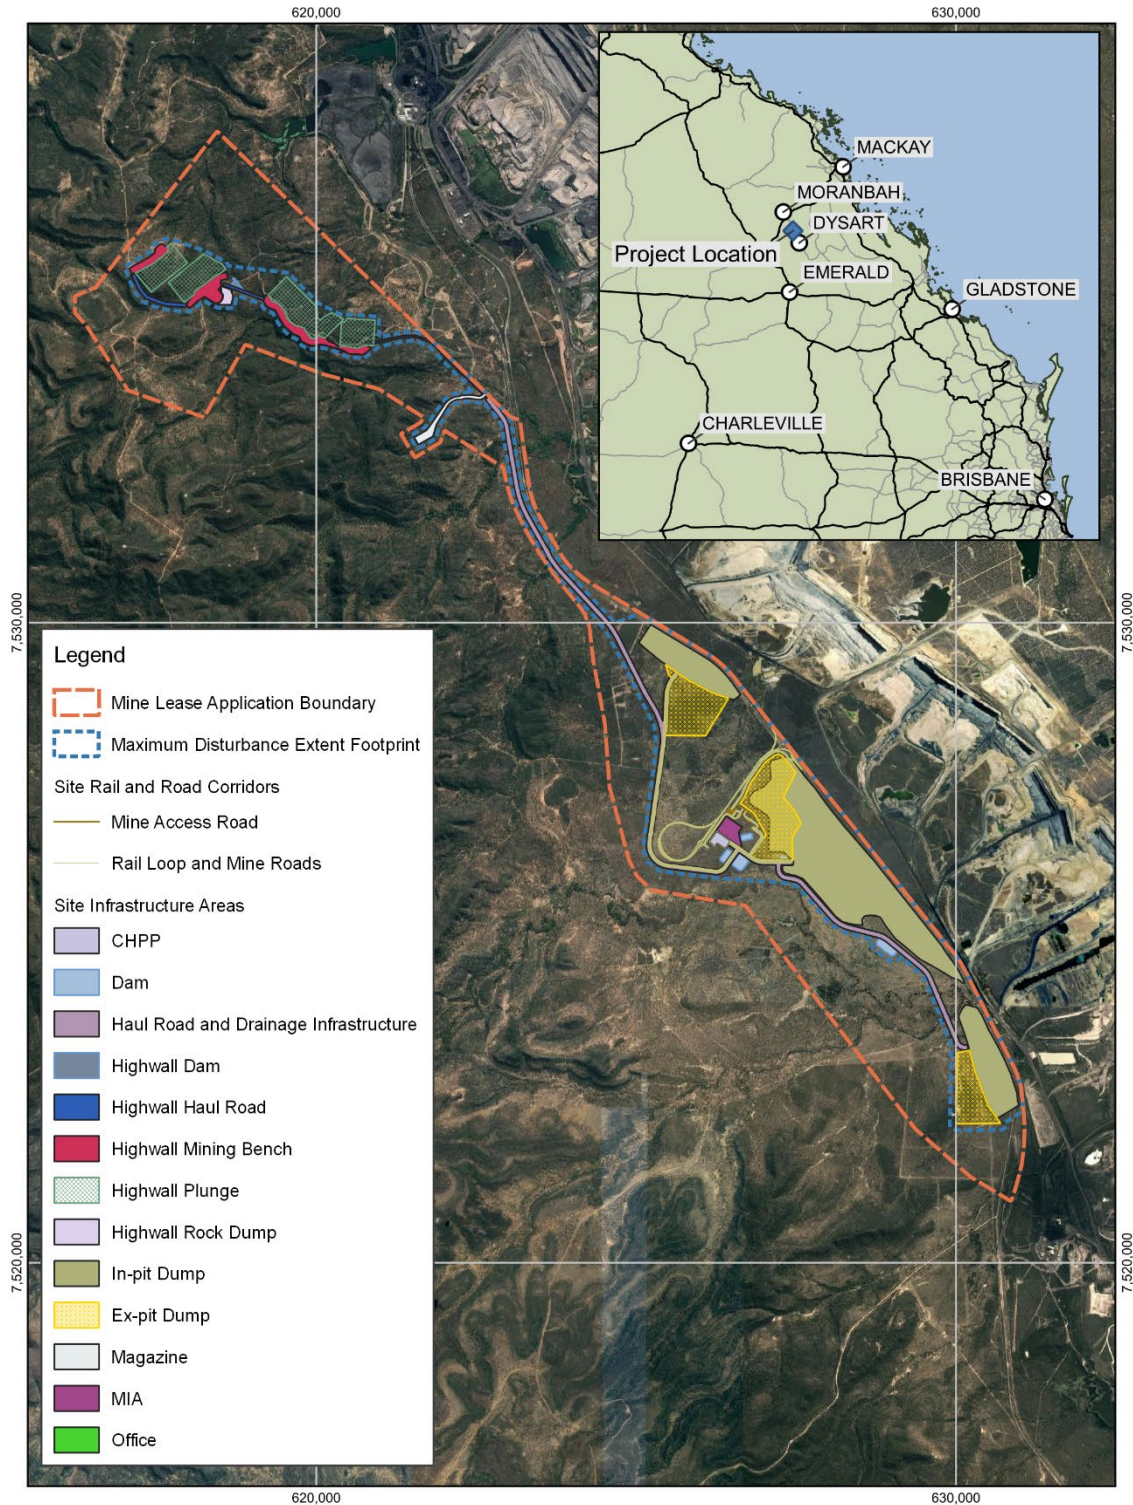 620,000
630,000
MACKAY
MORANBAH
DYSART
Project Location
EMERALD
GLADSTONE
CHARLEVILLE
BRISBANE
7,530,000
7,530,000
Legend
Mine Lease Application Boundary
Maximum Disturbance Extent Footprint
Site Rail and Road Corridors
Mine Access Road
Rail Loop and Mine Roads
Site Infrastructure Areas
CHPP
Dam
Haul Road and Drainage Infrastructure
Highwall Dam
Highwall Haul Road
Highwall Mining Bench
Highwall Plunge
Highwall Rock Dump
In-pit Dump
Ex-pit Dump
Magazine
MIA
Office
7,520,000
7,520,000
620,000
630,000